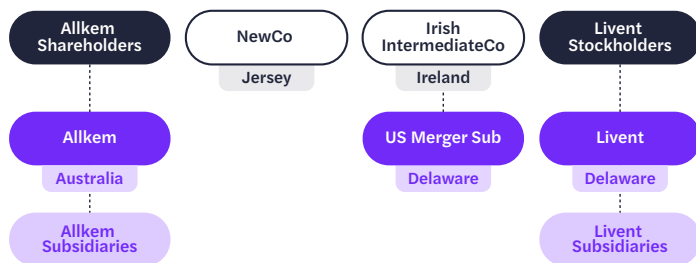 Allkem
Shareholders
NewCo
Jersey
Irish
IntermediateCo
Ireland
Livent
Stockholders
Allkem
Australia
US Merger Sub
Delaware
Livent
Delaware
Allkem
Subsidiaries
Livent
Subsidiaries